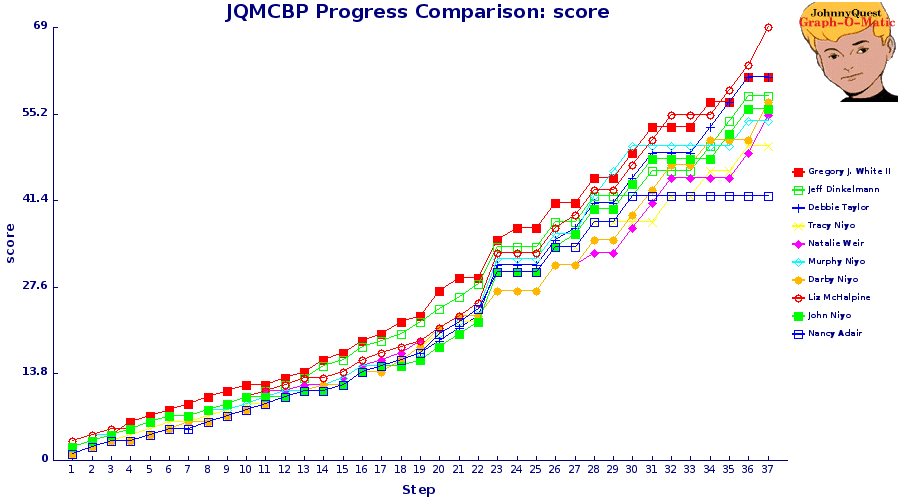 JQMCBP Progress Comparison: score
JohnnyQuest
Graph-O-Matic
69
55.2
41.4
27.6
13.8
0
score
1 2 3 4 5 6 7 8 9 10 11 12 13 14 15 16 17 18 19 20 21 22 23 24 25 26 27 28 29 30 31 32 33 34 35 36 37
Step
Gregory J. White II
Jeff Dinkelmann
Debbie Taylor
Tracy Niyo
Natalie Weir
Murphy Niyo
Darby Niyo
Liz McHalpine
John Niyo
Nancy Adair